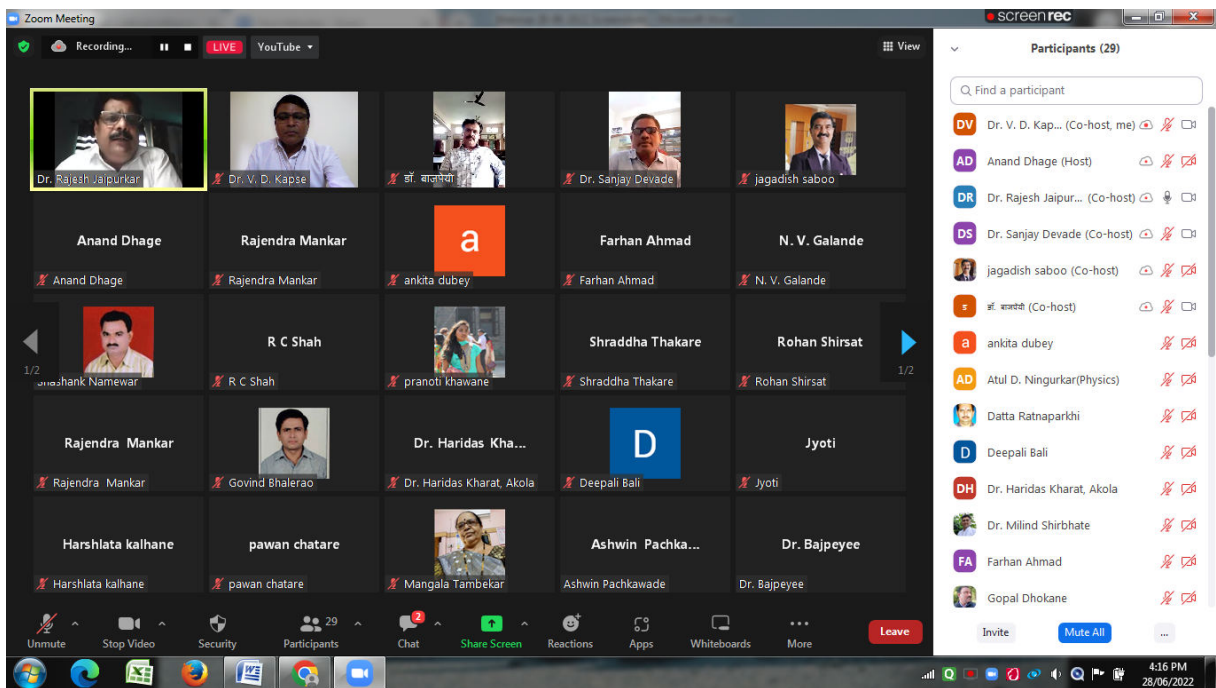 Zoom Meeting
screenrec
Recording...
LIVE
YouTube
View
Dr. Rajesh Jaipurkar
Dr. V. D. Kapse
डॉ. बाजपेयी
Dr. Sanjay Devade
jagadish saboo
Anand Dhage
Rajendra Mankar
a
Farhan Ahmad
N. V. Galande
Anand Dhage
Rajendra Mankar
ankita dubey
Farhan Ahmad
N. V. Galande
R C Shah
Shraddha Thakare
Rohan Shirsat
1/2
1/2
Shashank Namewar
R C Shah
pranoti khawane
Shraddha Thakare
Rohan Shirsat
Rajendra Mankar
Dr. Haridas Kha...
D
Jyoti
Rajendra Mankar
Govind Bhalerao
Dr. Haridas Kharat, Akola
Deepali Bali
Jyoti
Harshlata kalhane
pawan chatare
Ashwin Pachka...
Dr. Bajpeyee
Harshlata kalhane
pawan chatare
Mangala Tambekar
Ashwin Pachkawade
Dr. Bajpeyee
Unmute
Stop Video
Security
29
Participants
2
Chat
Share Screen
Reactions
Apps
Whiteboards
More
Leave
Participants (29)
Find a participant
DV Dr. V. D. Kap... (Co-host, me)
AD Anand Dhage (Host)
DR Dr. Rajesh Jaipur... (Co-host)
DS Dr. Sanjay Devade (Co-host)
jagadish saboo (Co-host)
डॉ. बाजपेयी (Co-host)
a ankita dubey
AD Atul D. Ningurkar(Physics)
Datta Ratnaparkhi
D Deepali Bali
DH Dr. Haridas Kharat, Akola
Dr. Milind Shirbhate
FA Farhan Ahmad
Gopal Dhokane
Invite
Mute All
...
4:16 PM
28/06/2022